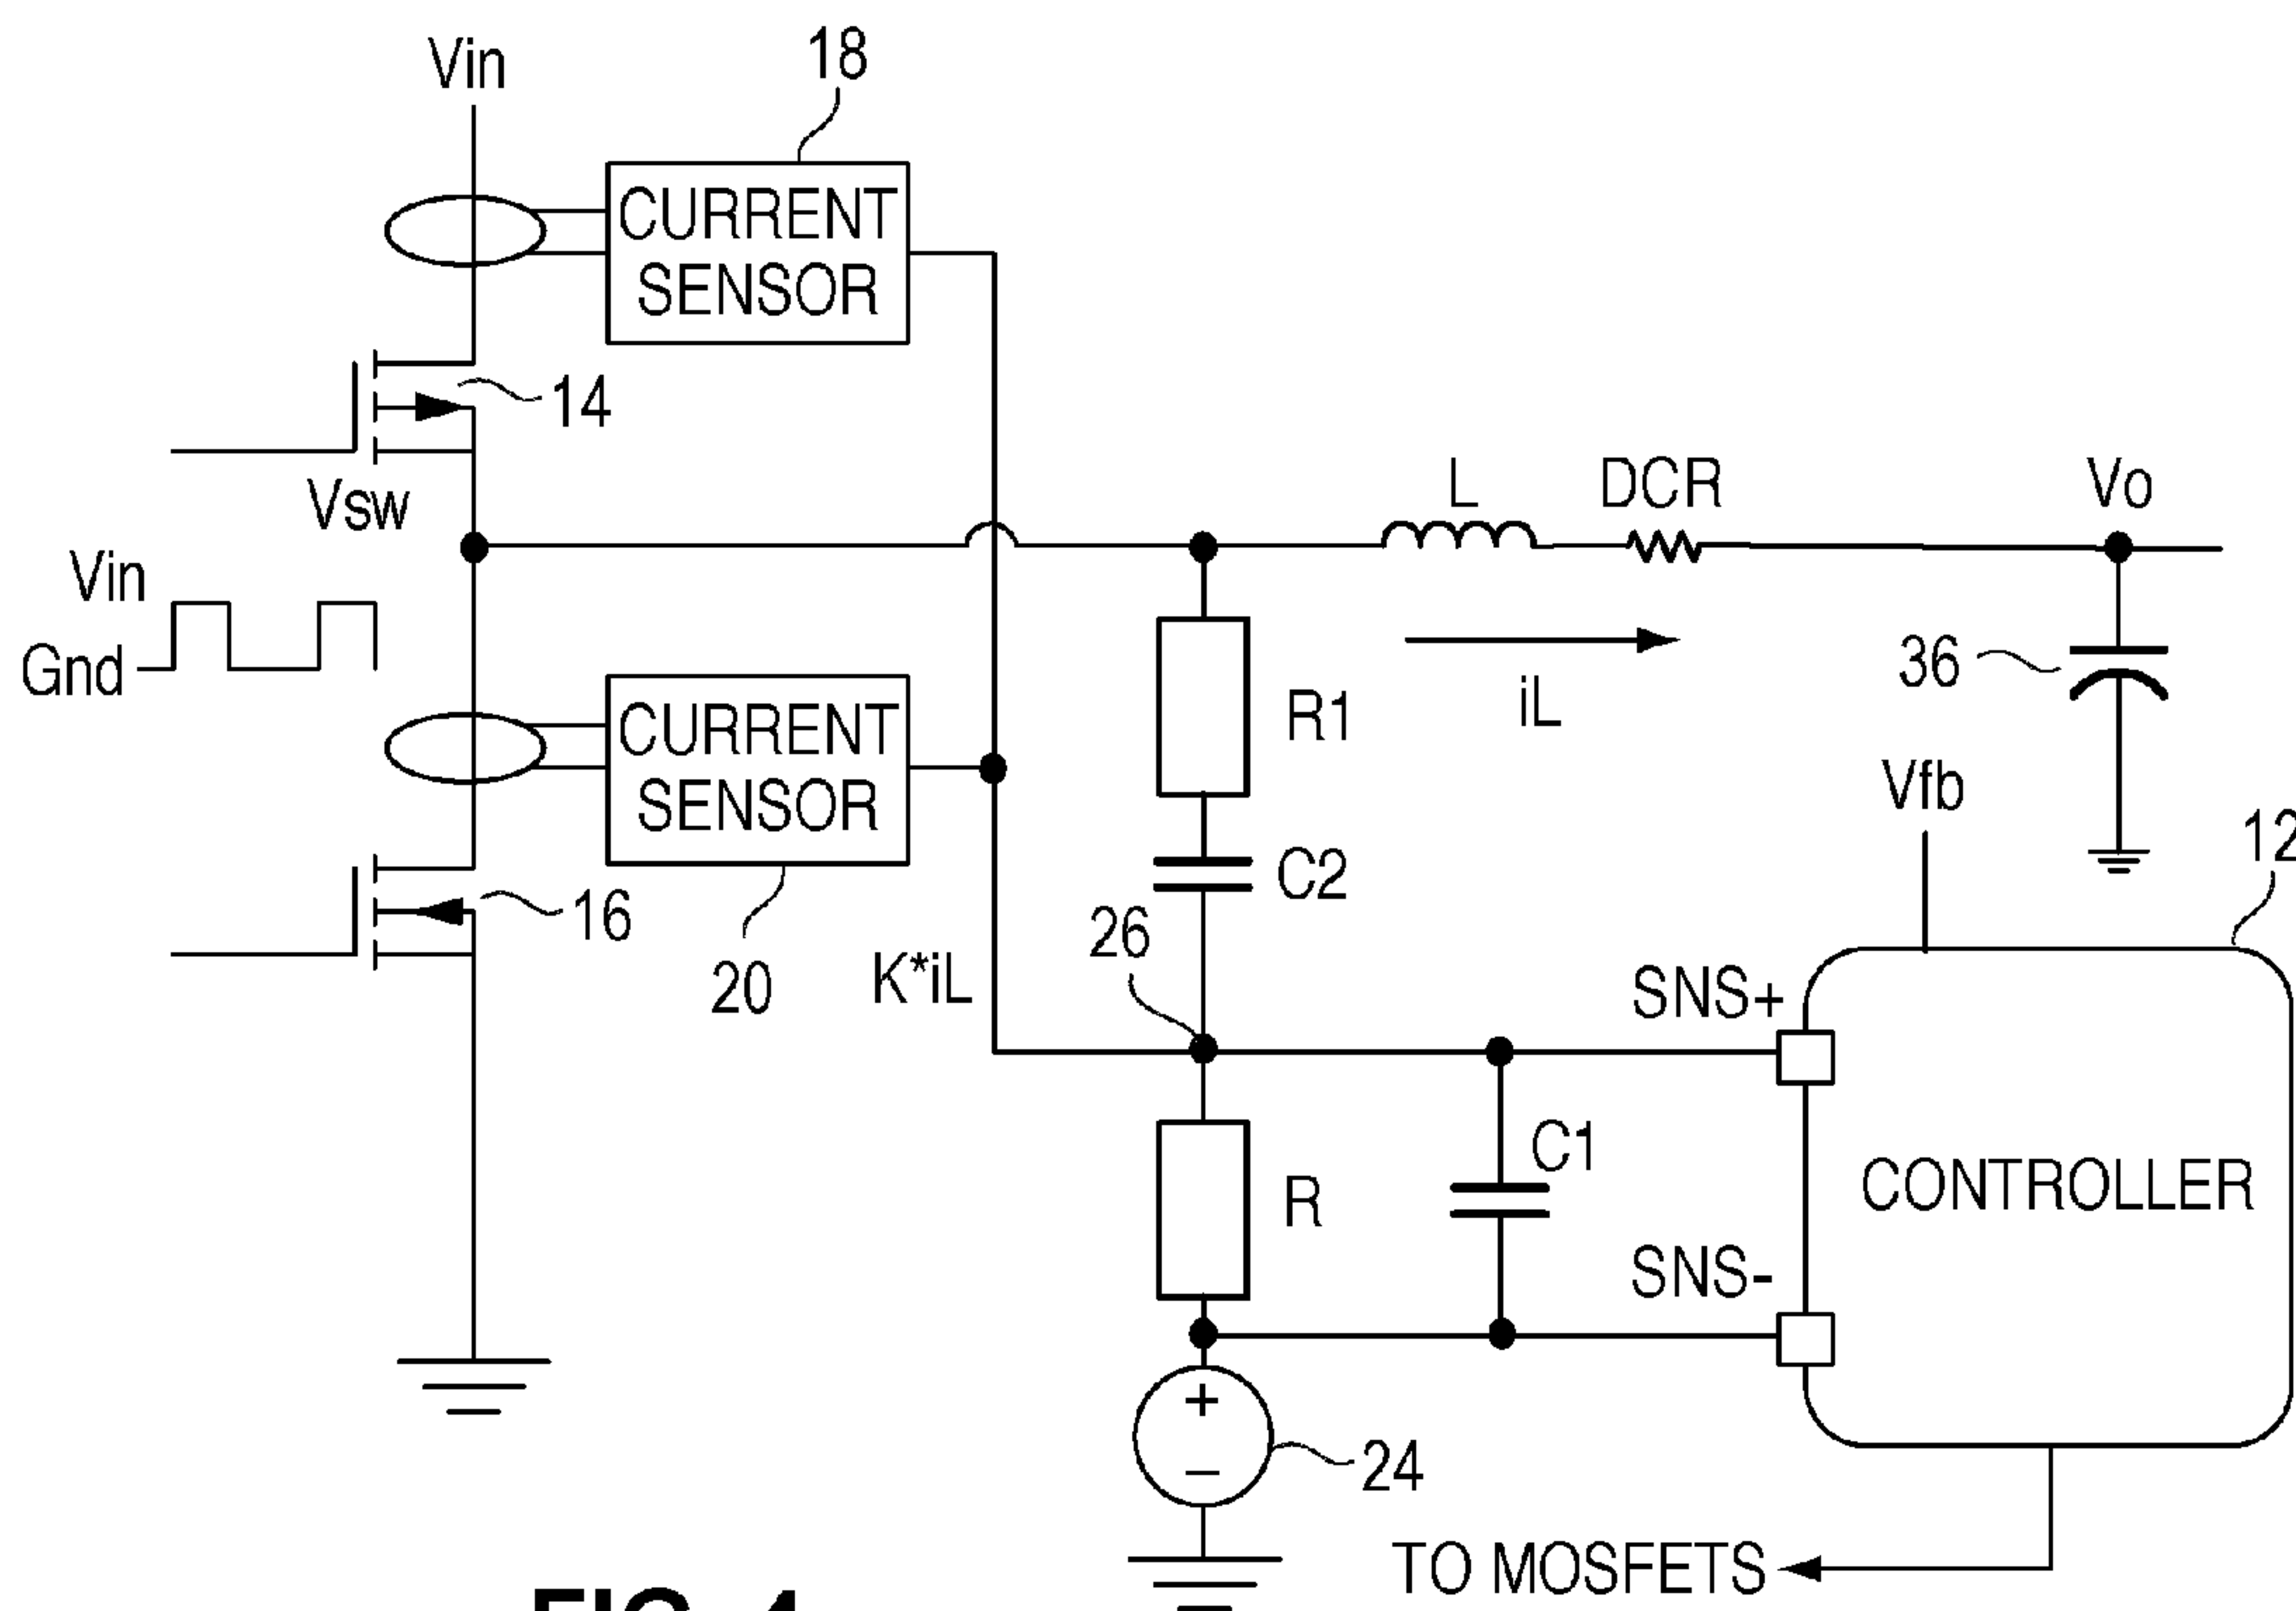 Vin
18
CURRENT
SENSOR
14
Vsw
L
DCR
Vo
Vin
Gnd
36
R1
iL
CURRENT
SENSOR
Vfb
12
C2
16
26
20
K*iL
SNS+
C1
CONTROLLER
R
SNS-
+
−
24
TO MOSFETS